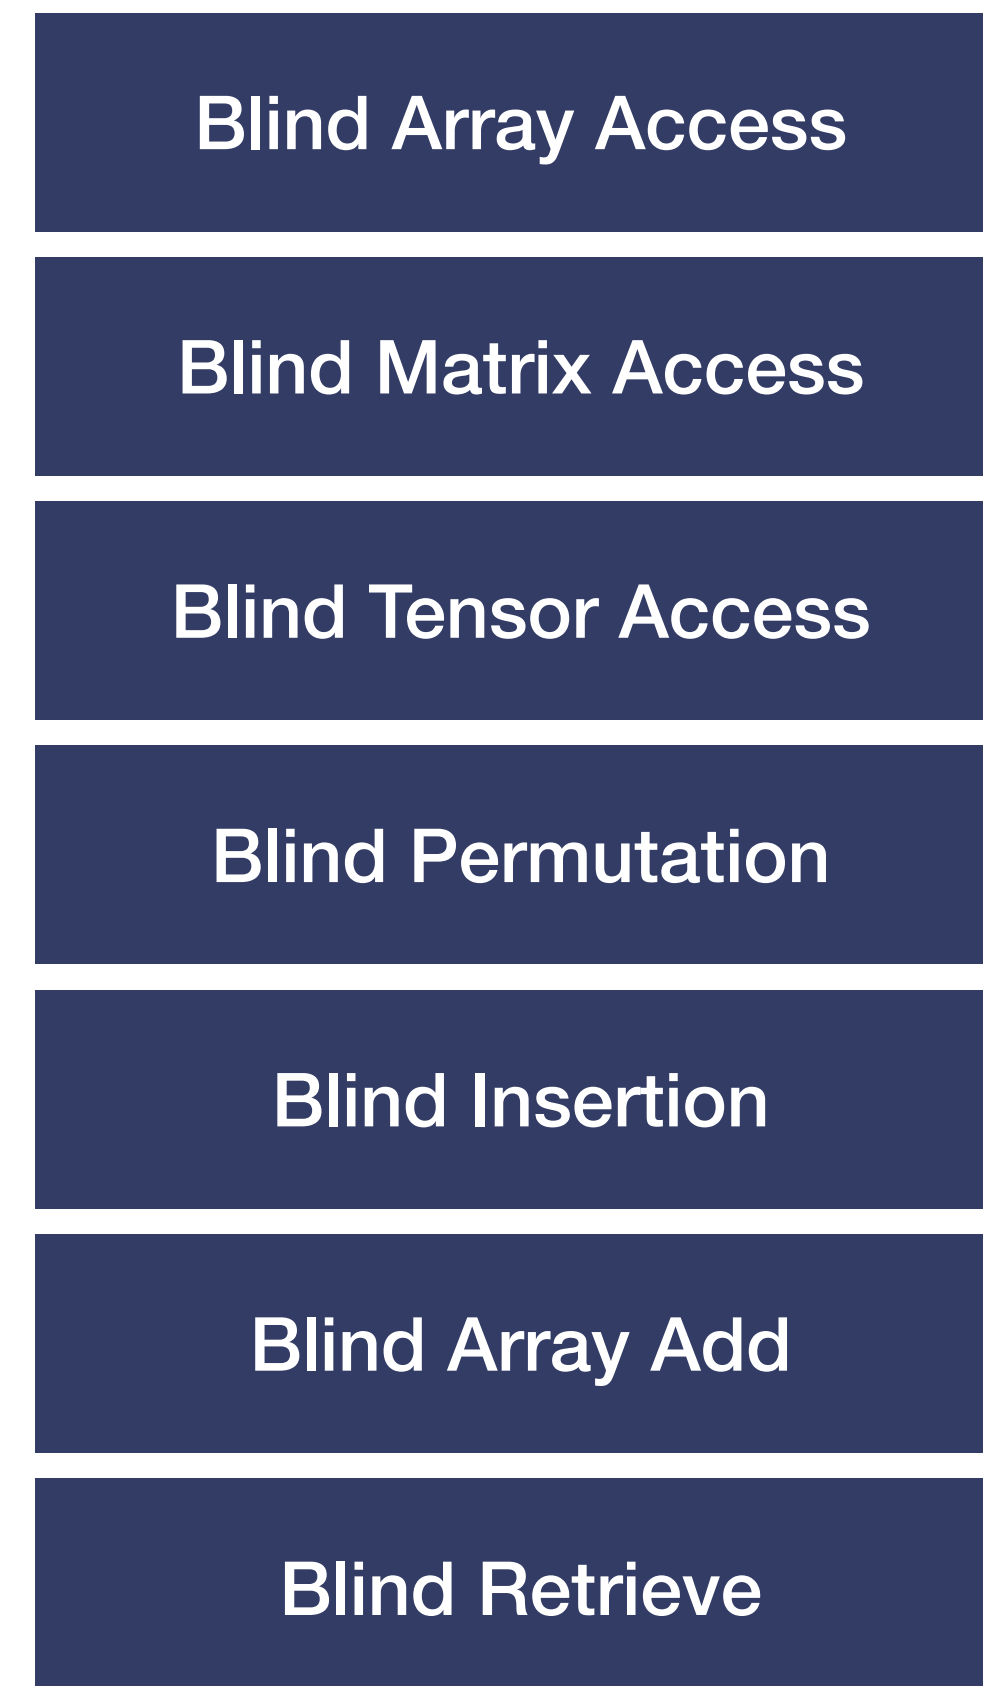 Blind Array Access
Blind Matrix Access
Blind Tensor Access
Blind Permutation
Blind Insertion
Blind Array Add
Blind Retrieve